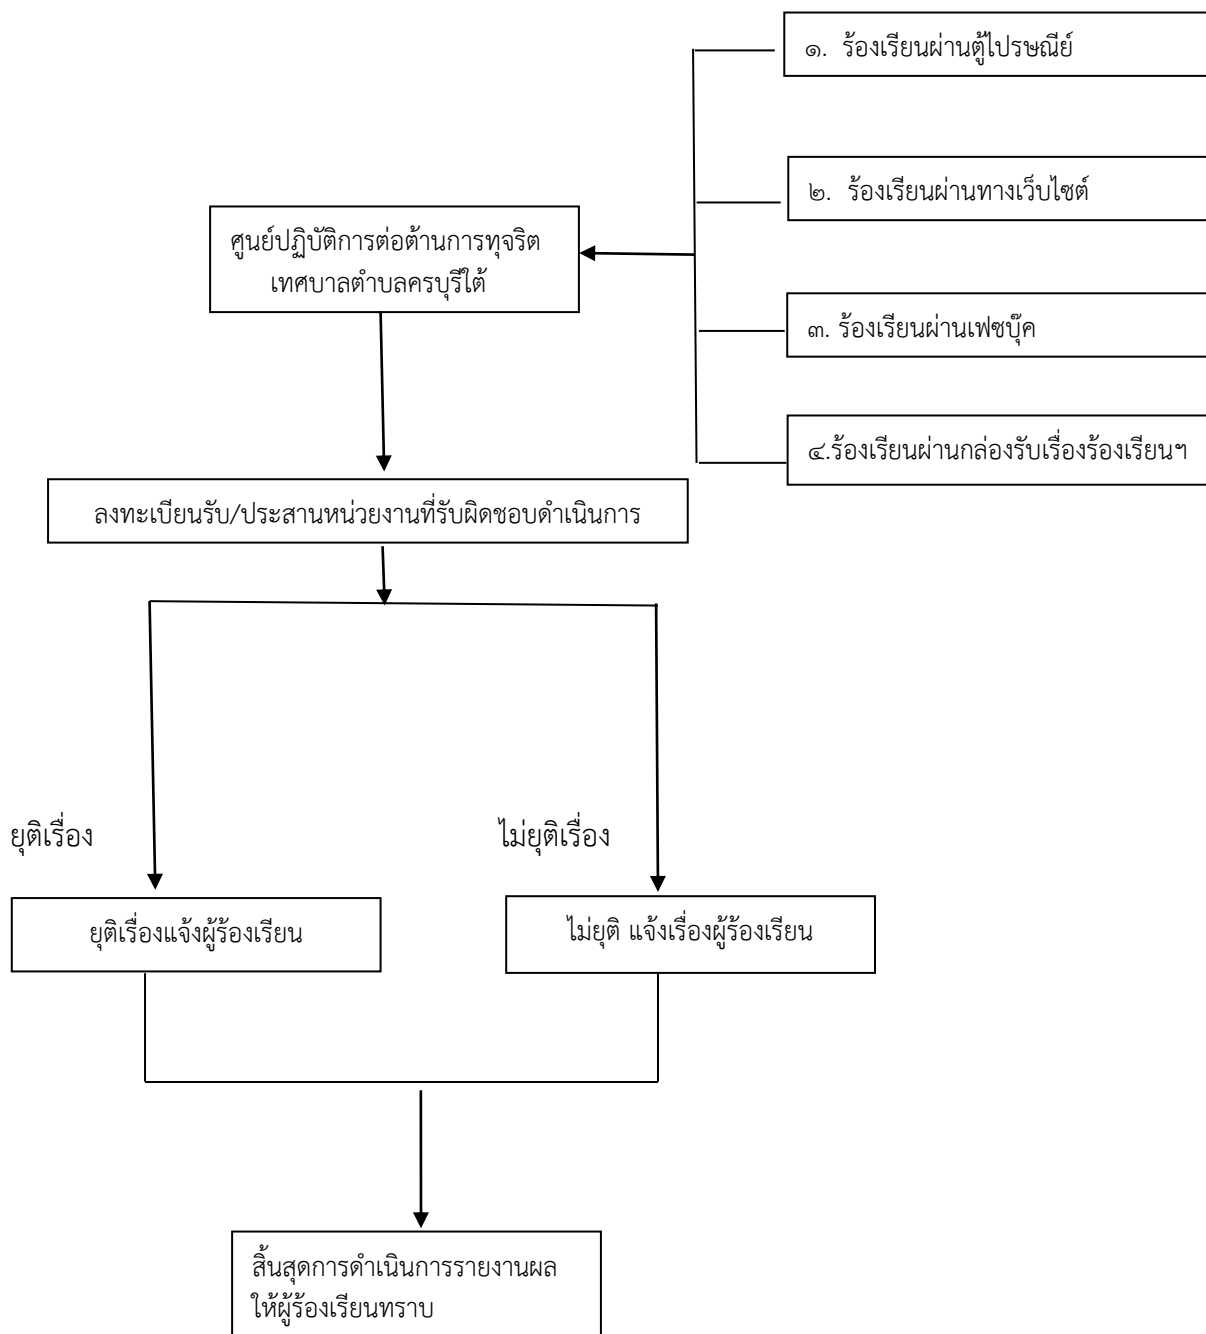 ๑. ร้องเรียนผ่านตู้ไปรษณีย์
๒. ร้องเรียนผ่านทางเว็บไซต์
ศูนย์ปฏิบัติการต่อต้านการทุจริต
เทศบาลตำบลครบุรีใต้
๓. ร้องเรียนผ่านเฟซบุ๊ค
๔.ร้องเรียนผ่านกล่องรับเรื่องร้องเรียนฯ
ลงทะเบียนรับ/ประสานหน่วยงานที่รับผิดชอบดำเนินการ
ยุติเรื่อง
ไม่ยุติเรื่อง
ยุติเรื่องแจ้งผู้ร้องเรียน
ไม่ยุติ แจ้งเรื่องผู้ร้องเรียน
สิ้นสุดการดำเนินการรายงานผล
ให้ผู้ร้องเรียนทราบ